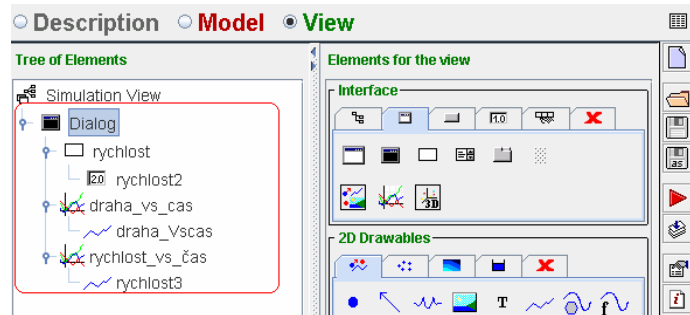 Description Model View
Tree of Elements
Elements for the view
Simulation View
Dialog
rychlost
2.0 rychlost2
draha_vs_cas
draha_Vscas
rychlost_vs_čas
rychlost3
Interface
1.0
3D
2D Drawables
T
f
as
i